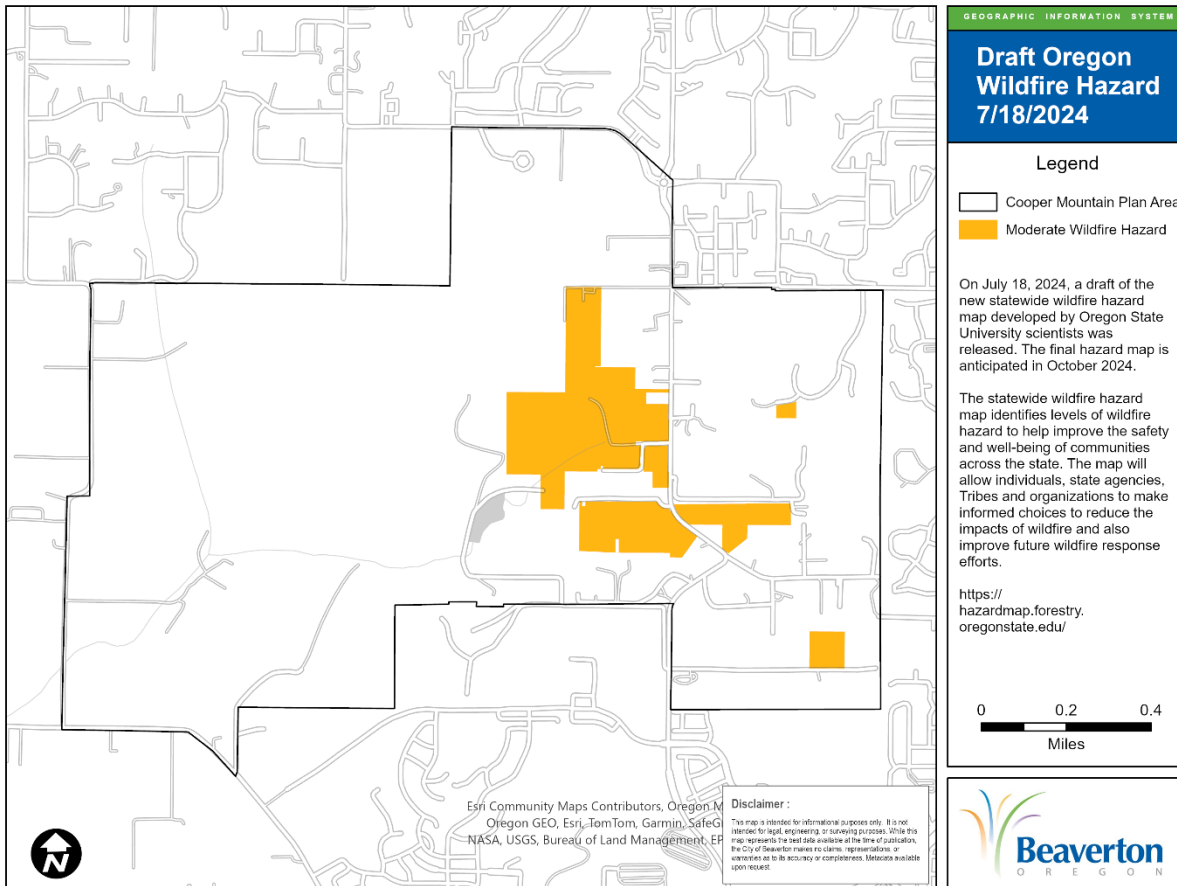 GEOGRAPHIC INFORMATION SYSTEM
Draft Oregon
Wildfire Hazard
7/18/2024
Legend
Cooper Mountain Plan Area
Moderate Wildfire Hazard
On July 18, 2024, a draft of the
new statewide wildfire hazard
map developed by Oregon State
University scientists was
released. The final hazard map is
anticipated in October 2024.
The statewide wildfire hazard
map identifies levels of wildfire
hazard to help improve the safety
and well-being of communities
across the state. The map will
allow individuals, state agencies,
Tribes and organizations to make
informed choices to reduce the
impacts of wildfire and also
improve future wildfire response
efforts.
https://
hazardmap.forestry.
oregonstate.edu/
0 0.2 0.4
Miles
Esri Community Maps Contributors, Oregon M
Oregon GEO, Esri, TomTom, Garmin, SafeG
NASA, USGS, Bureau of Land Management, EP
Disclaimer :
This map is intended for informational purposes only. It is not
intended for legal, engineering, or surveying purposes. While this
map represents the best data available at the time of publication,
the City of Beaverton makes no claims, representations, or
warranties as to its accuracy or completeness. Metadata available
upon request.
N
Beaverton
OREGON